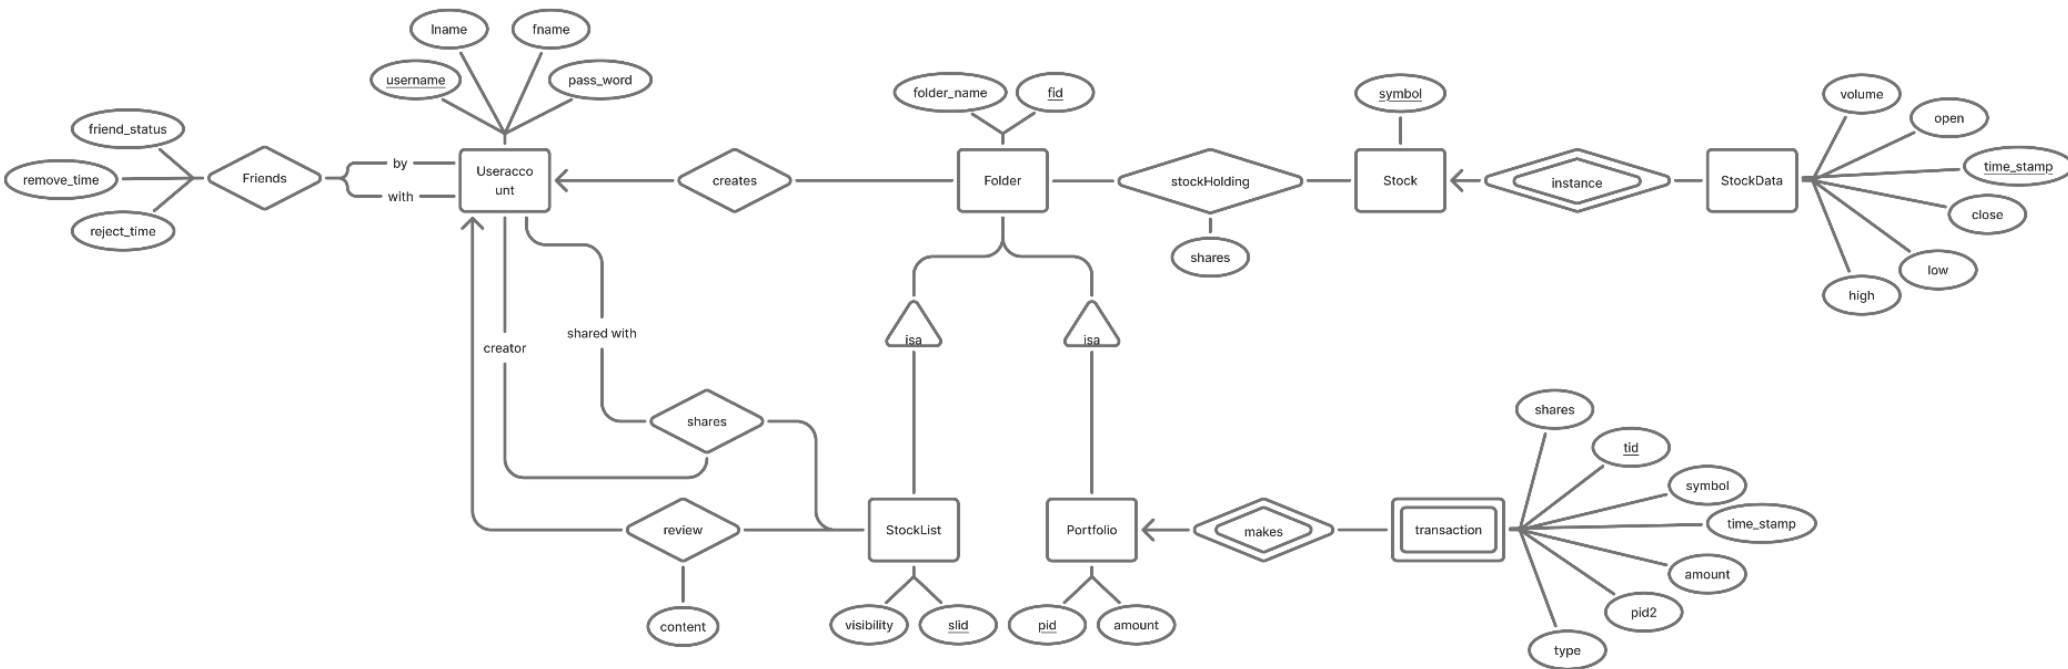 lname
fname
username
pass_word
folder_name
fid
symbol
volume
open
friend_status
time_stamp
remove_time
Friends
by
with
Useracco
unt
creates
Folder
stockHolding
Stock
instance
StockData
close
reject_time
shares
low
high
shared with
creator
isa
isa
shares
shares
tid
symbol
time_stamp
review
StockList
Portfolio
makes
transaction
amount
content
visibility
slid
pid
amount
pid2
type